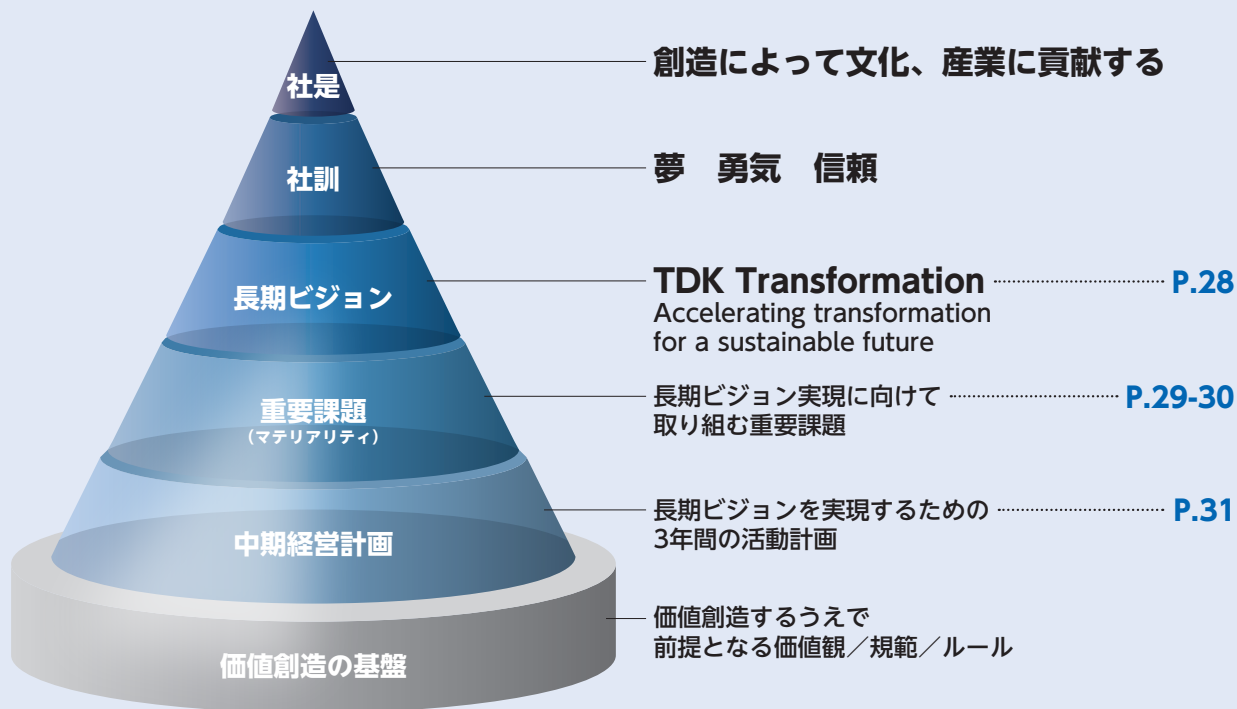 社是
創造によって文化、産業に貢献する
社訓
夢　勇気　信頼
長期ビジョン
TDK Transformation P.28
Accelerating transformation
for a sustainable future
重要課題
(マテリアリティ)
長期ビジョン実現に向けて P.29-30
取り組む重要課題
中期経営計画
長期ビジョンを実現するための P.31
3年間の活動計画
価値創造の基盤
価値創造するうえで
前提となる価値観／規範／ルール